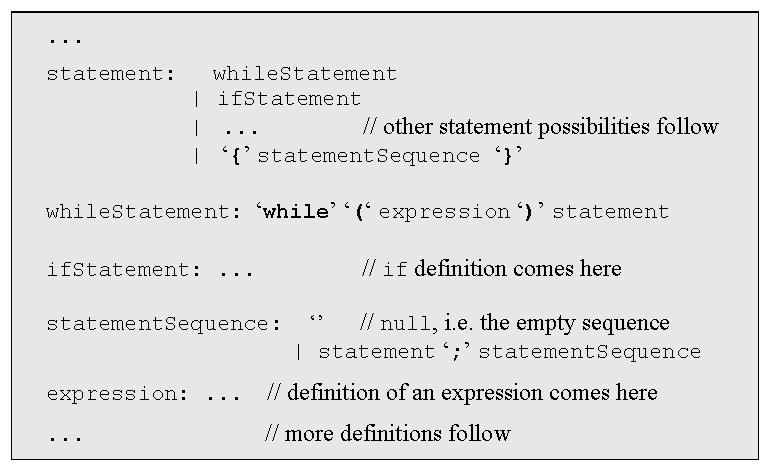 ...
statement: whileStatement
| ifStatement
| ... // other statement possibilities follow
| ‘{’ statementSequence ‘}’
whileStatement: ‘while’ ‘(‘ expression ‘)’ statement
ifStatement: ... // if definition comes here
statementSequence: ‘’ // null, i.e. the empty sequence
| statement ‘;’ statementSequence
expression: ... // definition of an expression comes here
... // more definitions follow